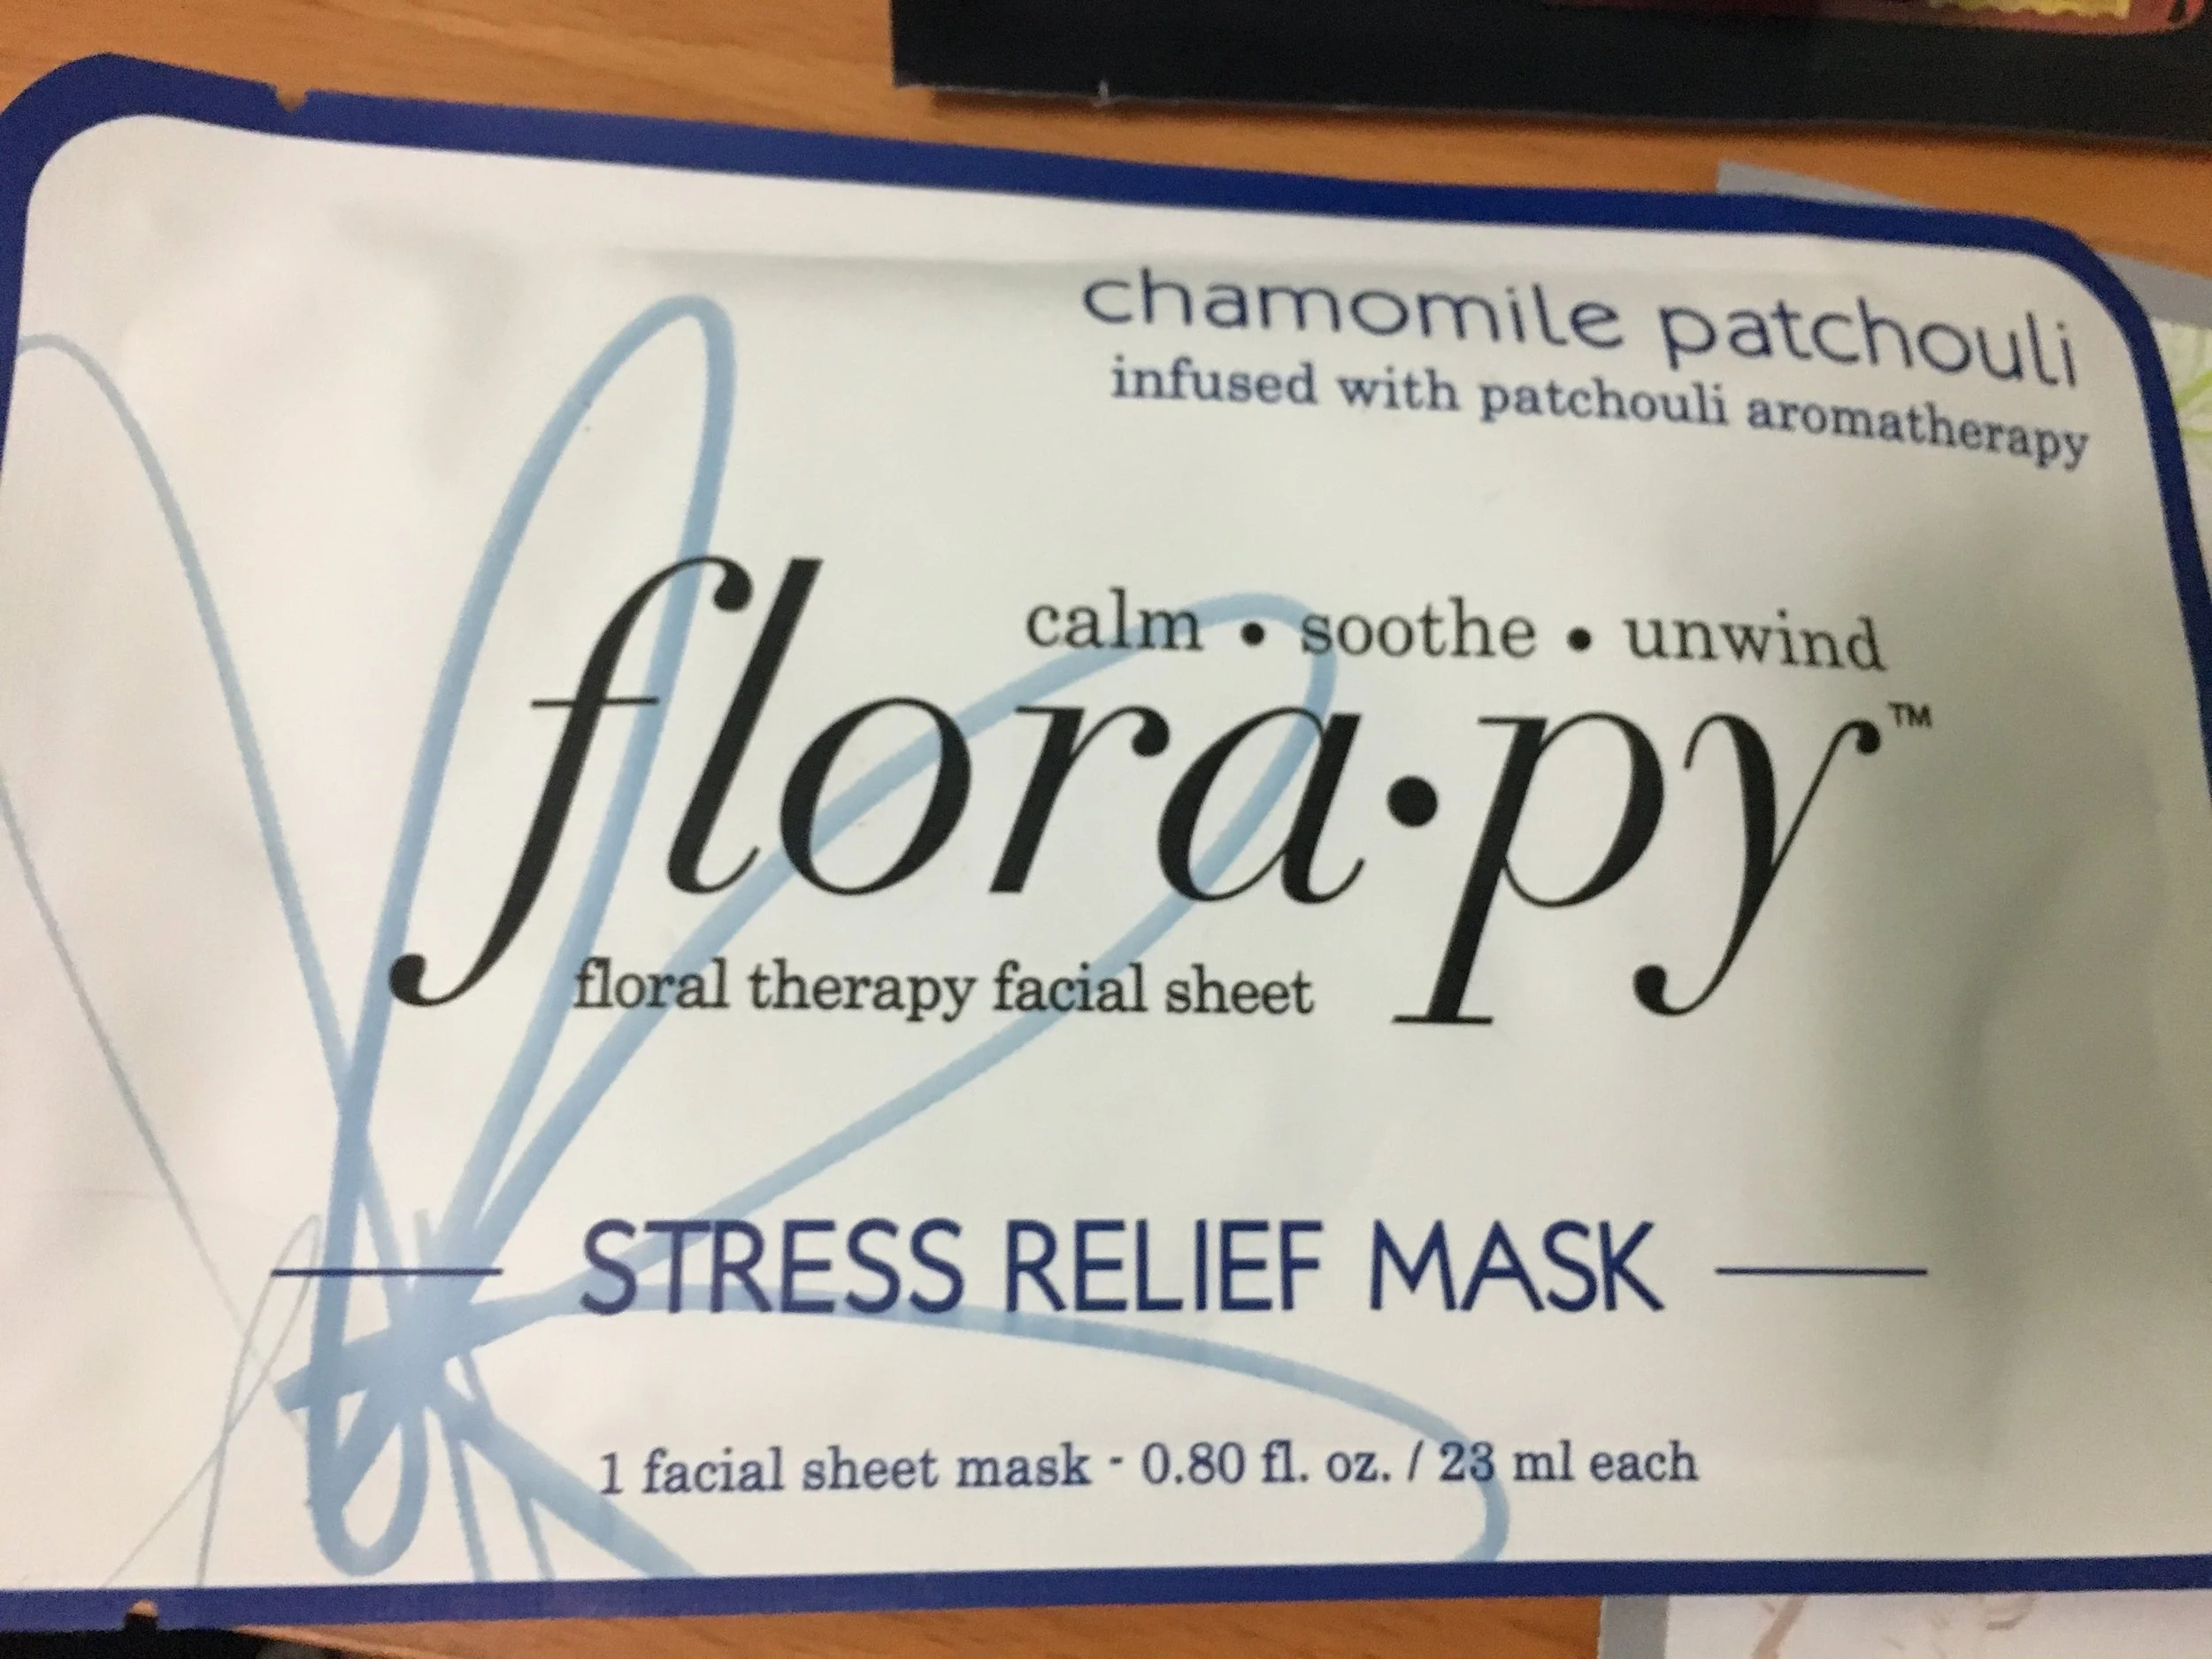 chamomile patchouli
infused with patchouli aromatherapy
calm • soothe • unwind
flora•py™
floral therapy facial sheet
STRESS RELIEF MASK
1 facial sheet mask - 0.80 fl. oz. / 23 ml each